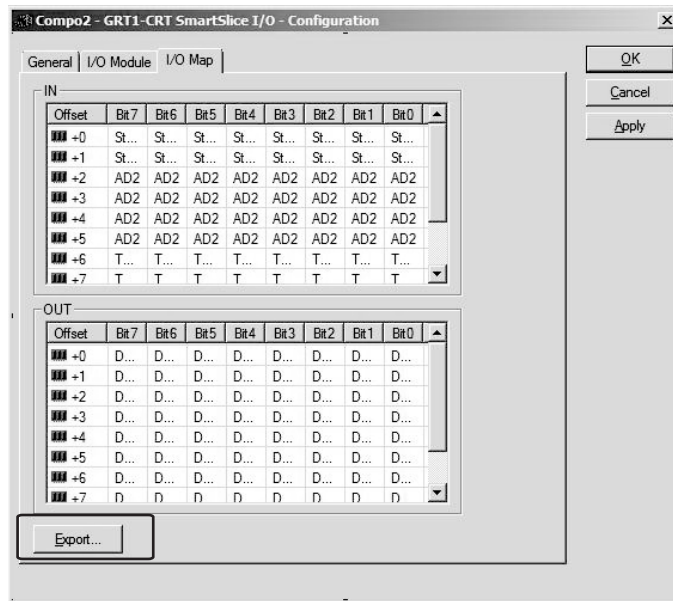 Compo2 - GRT1-CRT SmartSlice I/O - Configuration
General I/O Module I/O Map
OK
Cancel
Apply
IN
Offset Bit7 Bit6 Bit5 Bit4 Bit3 Bit2 Bit1 Bit0
+0 St... St... St... St... St... St... St... St...
+1 St... St... St... St... St... St... St... St...
+2 AD2 AD2 AD2 AD2 AD2 AD2 AD2 AD2
+3 AD2 AD2 AD2 AD2 AD2 AD2 AD2 AD2
+4 AD2 AD2 AD2 AD2 AD2 AD2 AD2 AD2
+5 AD2 AD2 AD2 AD2 AD2 AD2 AD2 AD2
+6 T... T... T... T... T... T... T... T...
+7 T T T T T T T T
OUT
Offset Bit7 Bit6 Bit5 Bit4 Bit3 Bit2 Bit1 Bit0
+0 D... D... D... D... D... D... D... D...
+1 D... D... D... D... D... D... D... D...
+2 D... D... D... D... D... D... D... D...
+3 D... D... D... D... D... D... D... D...
+4 D... D... D... D... D... D... D... D...
+5 D... D... D... D... D... D... D... D...
+6 D... D... D... D... D... D... D... D...
+7 D D D D D D D D
Export...